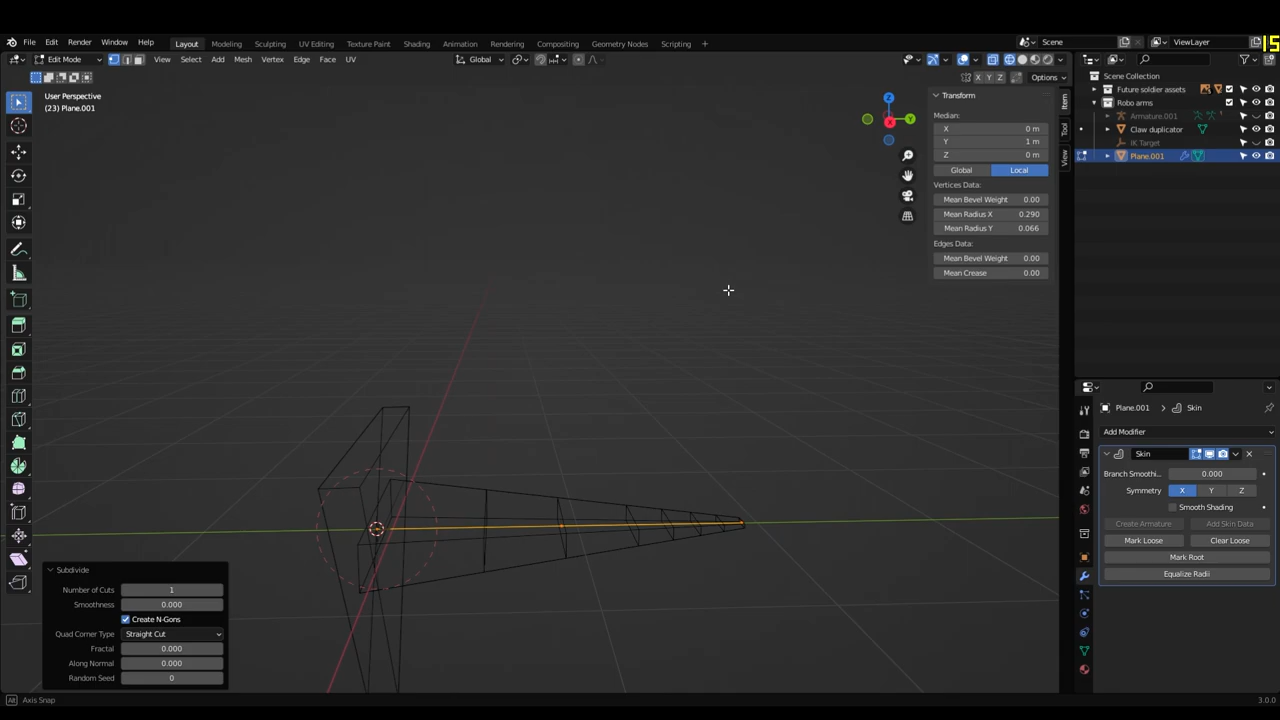 File Edit Render Window Help Layout Modeling Sculpting UV Editing Texture Paint Shading Animation Rendering Compositing Geometry Nodes Scripting + Scene ViewLayer 15
Edit Mode View Select Add Mesh Vertex Edge Face UV Global
X Y Z Options
User Perspective
(23) Plane.001
Z
Y
X
Transform
Median:
X 0 m
Y 1 m
Z 0 m
Global Local
Vertices Data:
Mean Bevel Weight 0.00
Mean Radius X 0.290
Mean Radius Y 0.066
Edges Data:
Mean Bevel Weight 0.00
Mean Crease 0.00
Item
Tool
View
Scene Collection
Future soldier assets
Robo arms
Armature.001
Claw duplicator
IK Target
Plane.001
Plane.001 > Skin
Add Modifier
Skin
Branch Smoothi... 0.000
Symmetry X Y Z
Smooth Shading
Create Armature Add Skin Data
Mark Loose Clear Loose
Mark Root
Equalize Radii
Subdivide
Number of Cuts 1
Smoothness 0.000
Create N-Gons
Quad Corner Type Straight Cut
Fractal 0.000
Along Normal 0.000
Random Seed 0
Alt Axis Snap
3.0.0